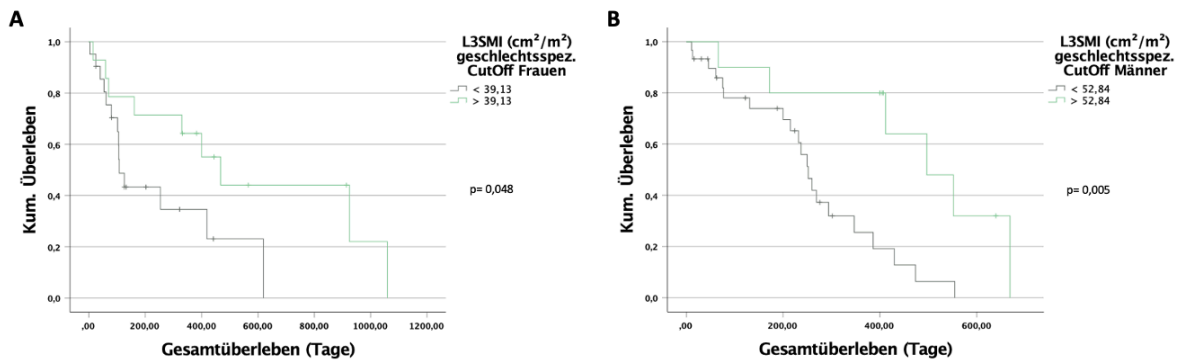 A
L3SMI (cm²/m²)
geschlechtsspez.
CutOff Frauen
< 39,13
> 39,13
p= 0,048
Kum. Überleben
1,0
0,8
0,6
0,4
0,2
0,0
,00
200,00
400,00
600,00
800,00
1000,00
1200,00
Gesamtüberleben (Tage)
B
L3SMI (cm²/m²)
geschlechtsspez.
CutOff Männer
< 52,84
> 52,84
p= 0,005
Kum. Überleben
1,0
0,8
0,6
0,4
0,2
0,0
,00
200,00
400,00
600,00
Gesamtüberleben (Tage)